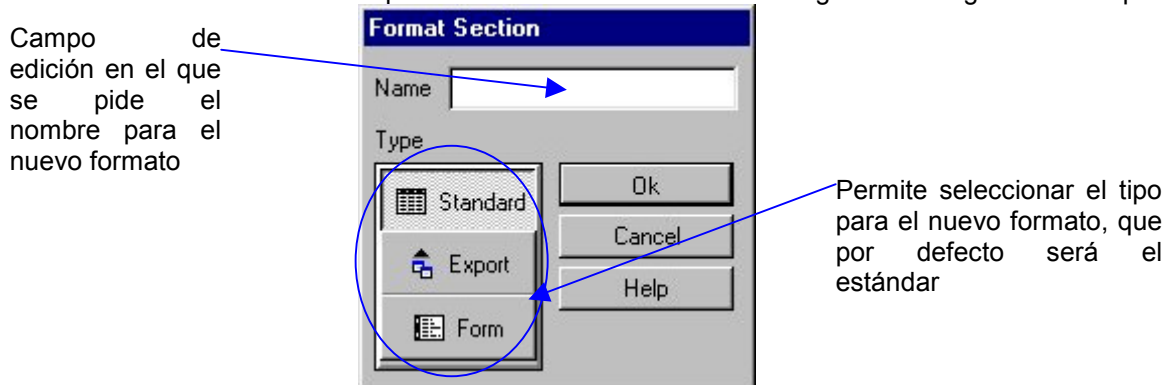 Format Section
Campo de
edición en el que
se pide el
nombre para el
nuevo formato
Name
Type
Standard
Export
Form
Ok
Cancel
Help
Permite seleccionar el tipo
para el nuevo formato, que
por defecto será el
estándar